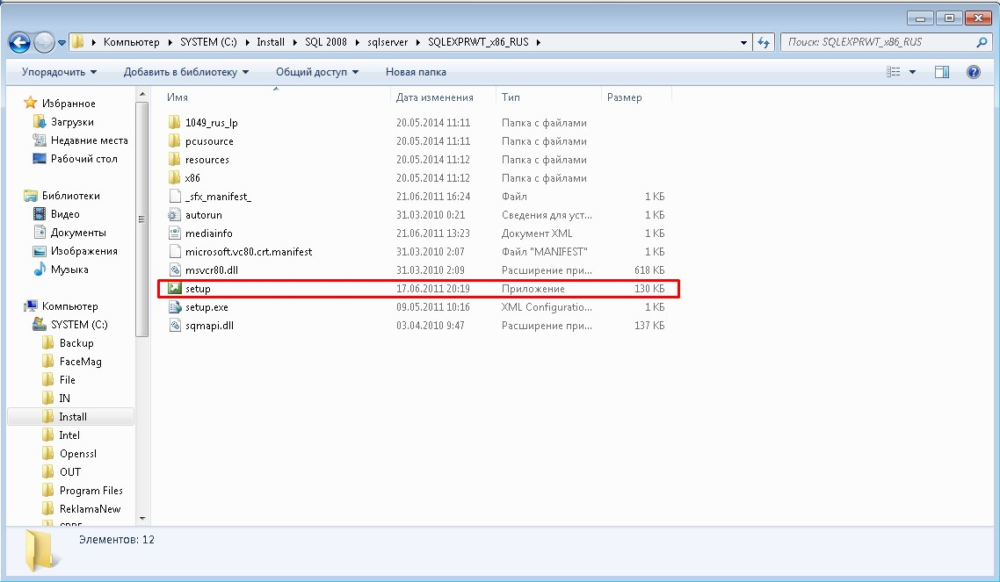 Компьютер SYSTEM (C:) Install SQL 2008 sqlserver SQLEXPRWT_x86_RUS
Поиск: SQLEXPRWT_x86_RUS
Упорядочить Добавить в библиотеку Общий доступ Новая папка
Избранное
Загрузки
Недавние места
Рабочий стол
Библиотеки
Видео
Документы
Изображения
Музыка
Компьютер
SYSTEM (C:)
Backup
FaceMag
File
IN
Install
Intel
Openssl
OUT
Program Files
ReklamaNew
Имя Дата изменения Тип Размер
1049_rus_lp 20.05.2014 11:11 Папка с файлами
pcusource 20.05.2014 11:11 Папка с файлами
resources 20.05.2014 11:12 Папка с файлами
x86 20.05.2014 11:12 Папка с файлами
_sfx_manifest_ 21.06.2011 16:24 Файл 1 КБ
autorun 31.03.2010 0:21 Сведения для уст... 1 КБ
mediainfo 21.06.2011 13:23 Документ XML 1 КБ
microsoft.vc80.crt.manifest 31.03.2010 2:07 Файл "MANIFEST" 1 КБ
msvcr80.dll 31.03.2010 2:09 Расширение при... 618 КБ
setup 17.06.2011 20:19 Приложение 130 КБ
setup.exe 09.05.2011 10:16 XML Configuratio... 1 КБ
sqmapi.dll 03.04.2010 9:47 Расширение при... 137 КБ
Элементов: 12